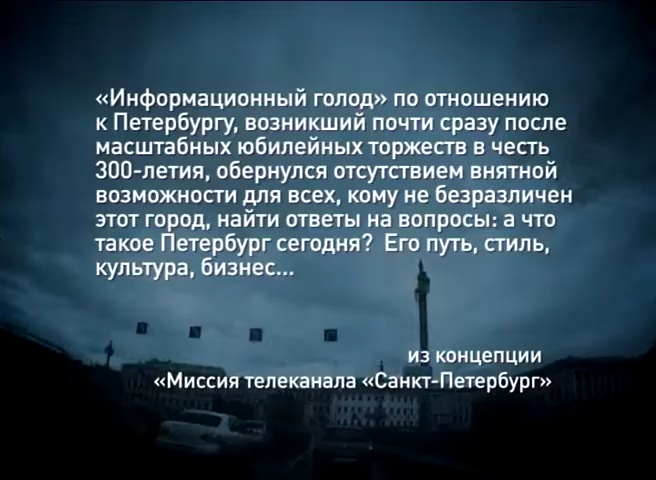 «Информационный голод» по отношению
к Петербургу, возникший почти сразу после
масштабных юбилейных торжеств в честь
300-летия, обернулся отсутствием внятной
возможности для всех, кому не безразличен
этот город, найти ответы на вопросы: а что
такое Петербург сегодня? Его путь, стиль,
культура, бизнес...
из концепции
«Миссия телеканала «Санкт-Петербург»